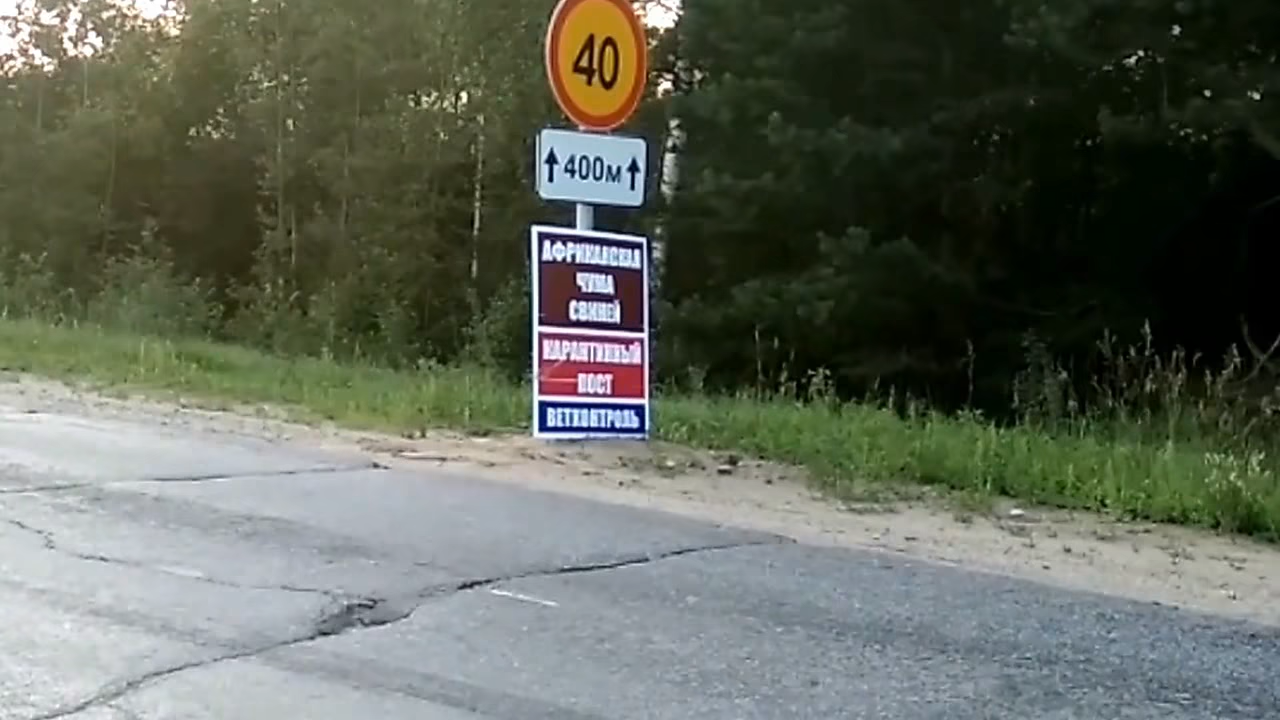 40
400м
АФРИКАНСКАЯ
ЧУМА
СВИНЕЙ
КАРАНТИННЫЙ
ПОСТ
ВЕТКОНТРОЛЬ